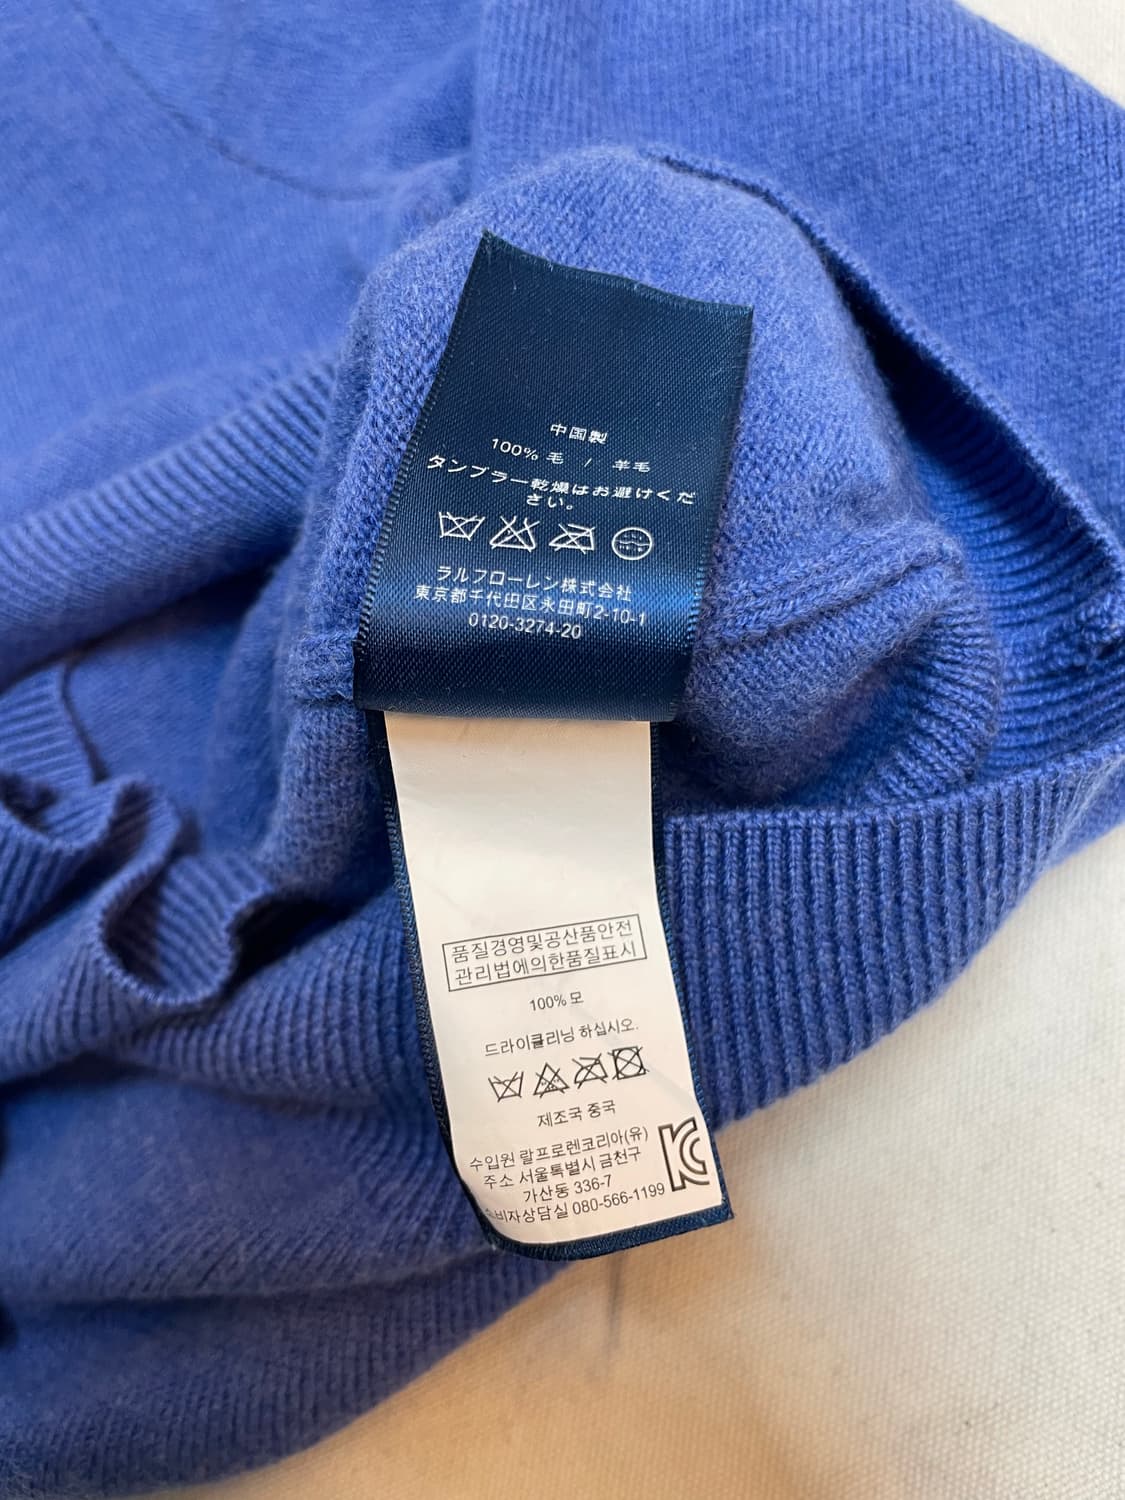 中国製
100% 毛 / 羊毛
タンブラー乾燥はお避けくだ
さい。
ラルフローレン株式会社
東京都千代田区永田町2-10-1
0120-3274-20
품질경영및공산품안전
관리법에의한품질표시
100% 모
드라이클리닝 하십시오.
제조국 중국
수입원 랄프로렌코리아(유)
주소 서울특별시 금천구
가산동 336-7
비자상담실 080-566-1199